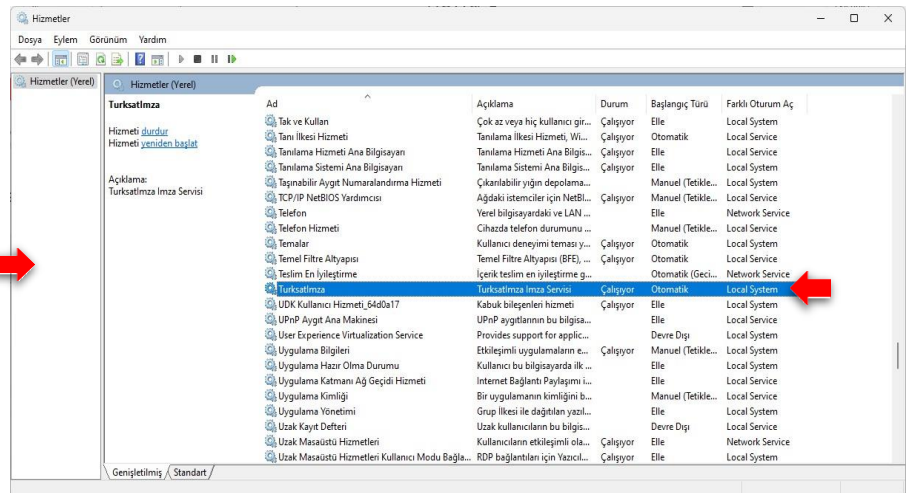 Hizmetler
Dosya Eylem Görünüm Yardım
Hizmetler (Yerel)
Hizmetler (Yerel)
TurksatImza
Hizmeti durdur
Hizmeti yeniden başlat
Açıklama:
TurksatImza Imza Servisi
Ad Açıklama Durum Başlangıç Türü Farklı Oturum Aç
Tak ve Kullan Çok az veya hiç kullanıcı gir... Çalışıyor Elle Local System
Tanı İlkesi Hizmeti Tanılama İlkesi Hizmeti, Wi... Çalışıyor Otomatik Local Service
Tanılama Hizmeti Ana Bilgisayarı Tanılama Hizmeti Ana Bilgis... Çalışıyor Elle Local Service
Tanılama Sistemi Ana Bilgisayarı Tanılama Sistemi Ana Bilgis... Çalışıyor Elle Local System
Taşınabilir Aygıt Numaralandırma Hizmeti Çıkarılabilir yığın depolama... Manuel (Tetikle... Local System
TCP/IP NetBIOS Yardımcısı Ağdaki istemciler için NetBI... Çalışıyor Manuel (Tetikle... Local Service
Telefon Yerel bilgisayardaki ve LAN ... Elle Network Service
Telefon Hizmeti Cihazda telefon durumunu ... Manuel (Tetikle... Local Service
Temalar Kullanıcı deneyimi teması y... Çalışıyor Otomatik Local System
Temel Filtre Altyapısı Temel Filtre Altyapısı (BFE), ... Çalışıyor Otomatik Local Service
Teslim En İyileştirme İçerik teslim en iyileştirme g... Otomatik (Geci... Network Service
TurksatImza TurksatImza Imza Servisi Çalışıyor Otomatik Local System
UDK Kullanıcı Hizmeti_64d0a17 Kabuk bileşenleri hizmeti Çalışıyor Elle Local System
UPnP Aygıt Ana Makinesi UPnP aygıtlarının bu bilgisa... Elle Local Service
User Experience Virtualization Service Provides support for applic... Devre Dışı Local System
Uygulama Bilgileri Etkileşimli uygulamaların e... Çalışıyor Manuel (Tetikle... Local System
Uygulama Hazır Olma Durumu Kullanıcı bu bilgisayarda ilk ... Elle Local System
Uygulama Katmanı Ağ Geçidi Hizmeti Internet Bağlantı Paylaşımı i... Elle Local Service
Uygulama Kimliği Bir uygulamanın kimliğini b... Manuel (Tetikle... Local Service
Uygulama Yönetimi Grup İlkesi ile dağıtılan yazıl... Elle Local System
Uzak Kayıt Defteri Uzak kullanıcıların bu bilgis... Devre Dışı Local Service
Uzak Masaüstü Hizmetleri Kullanıcıların etkileşimli ola... Çalışıyor Elle Network Service
Uzak Masaüstü Hizmetleri Kullanıcı Modu Bağla... RDP bağlantıları için Yazıcıl... Çalışıyor Elle Local System
Genişletilmiş Standart